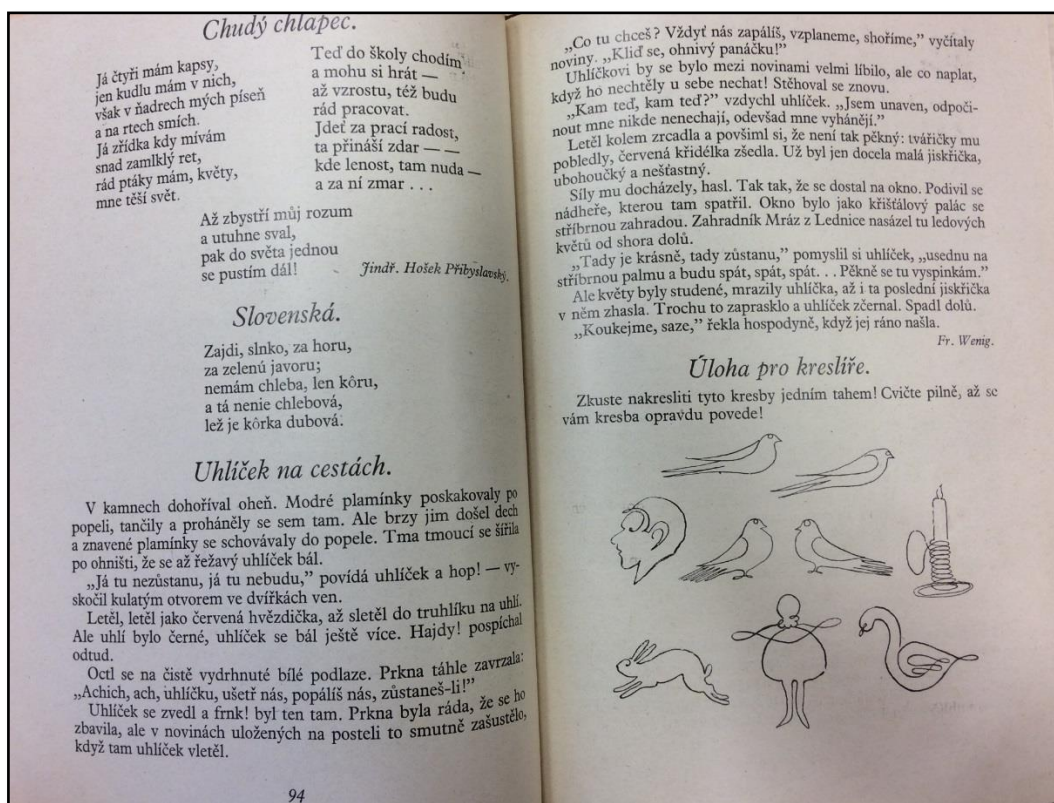 Chudý chlapec.
Já čtyři mám kapsy,
jen kudlu mám v nich,
však v ňadrech mých píseň
a na rtech smích.
Já zřídka kdy mívám
snad zamlklý ret,
rád ptáky mám, květy,
mne těší svět.
Teď do školy chodím
a mohu si hrát —
až vzrostu, též budu
rád pracovat.
Jdeť za prací radost,
ta přináší zdar — —
kde lenost, tam nuda —
a za ní zmar . . .
Až zbystří můj rozum
a utuhne sval,
pak do světa jednou
se pustím dál!
Jindř. Hošek Přibyslavský.
Slovenská.
Zajdi, slnko, za horu,
za zelenú javoru;
nemám chleba, len kôru,
a tá nenie chlebová,
lež je kôrka dubová.
Uhlíček na cestách.
V kamnech dohoříval oheň. Modré plamínky poskakovaly po
popeli, tančily a proháněly se sem tam. Ale brzy jim došel dech
a znavené plamínky se schovávaly do popele. Tma tmoucí se šířila
po ohništi, že se až řežavý uhlíček bál.
„Já tu nezůstanu, já tu nebudu,” povídá uhlíček a hop! — vy-
skočil kulatým otvorem ve dvířkách ven.
Letěl, letěl jako červená hvězdička, až sletěl do truhlíku na uhlí.
Ale uhlí bylo černé, uhlíček se bál ještě více. Hajdy! pospíchal
odtud.
Octl se na čistě vydrhnuté bílé podlaze. Prkna táhle zavrzala:
„Achich, ach, uhlíčku, ušetř nás, popálíš nás, zůstaneš-li!”
Uhlíček se zvedl a frnk! byl ten tam. Prkna byla ráda, že se ho
zbavila, ale v novinách uložených na posteli to smutně zašustělo,
když tam uhlíček vletěl.
94
„Co tu chceš? Vždyť nás zapálíš, vzplaneme, shoříme,” vyčítaly
noviny. „Kliď se, ohnivý panáčku!”
Uhlíčkovi by se bylo mezi novinami velmi líbilo, ale co naplat,
když ho nechtěly u sebe nechat! Stěhoval se znovu.
„Kam teď, kam teď?” vzdychl uhlíček. „Jsem unaven, odpoči-
nout mne nikde nenechají, odevšad mne vyhánějí.”
Letěl kolem zrcadla a povšiml si, že není tak pěkný: tvářičky mu
pobledly, červená křidélka zšedla. Už byl jen docela malá jiskřička,
ubohoučký a nešťastný.
Síly mu docházely, hasl. Tak tak, že se dostal na okno. Podivil se
nádheře, kterou tam spatřil. Okno bylo jako křišťálový palác se
stříbrnou zahradou. Zahradník Mráz z Lednice nasázel tu ledových
květů od shora dolů.
„Tady je krásně, tady zůstanu,” pomyslil si uhlíček, „usednu na
stříbrnou palmu a budu spát, spát, spát. . . Pěkně se tu vyspinkám.”
Ale květy byly studené, mrazily uhlíčka, až i ta poslední jiskřička
v něm zhasla. Trochu to zaprasklo a uhlíček zčernal. Spadl dolů.
„Koukejme, saze,” řekla hospodyně, když jej ráno našla.
Fr. Wenig.
Úloha pro kreslíře.
Zkuste nakresliti tyto kresby jedním tahem! Cvičte pilně, až se
vám kresba opravdu povede!